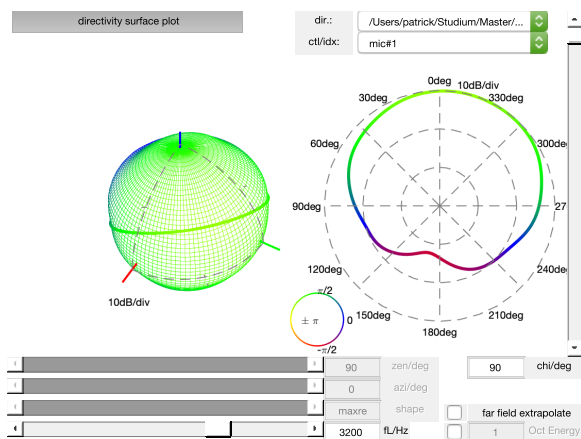 directivity surface plot
dir.: /Users/patrick/Studium/Master/...
ctl/idx: mic#1
0deg 10dB/div
30deg 330deg
60deg 300deg
90deg 27
120deg 240deg
150deg 210deg
180deg
10dB/div
π/2
± π 0
-π/2
90 zen/deg 90 chi/deg
0 azi/deg
maxre shape far field extrapolate
3200 fL/Hz 1 Oct Energy